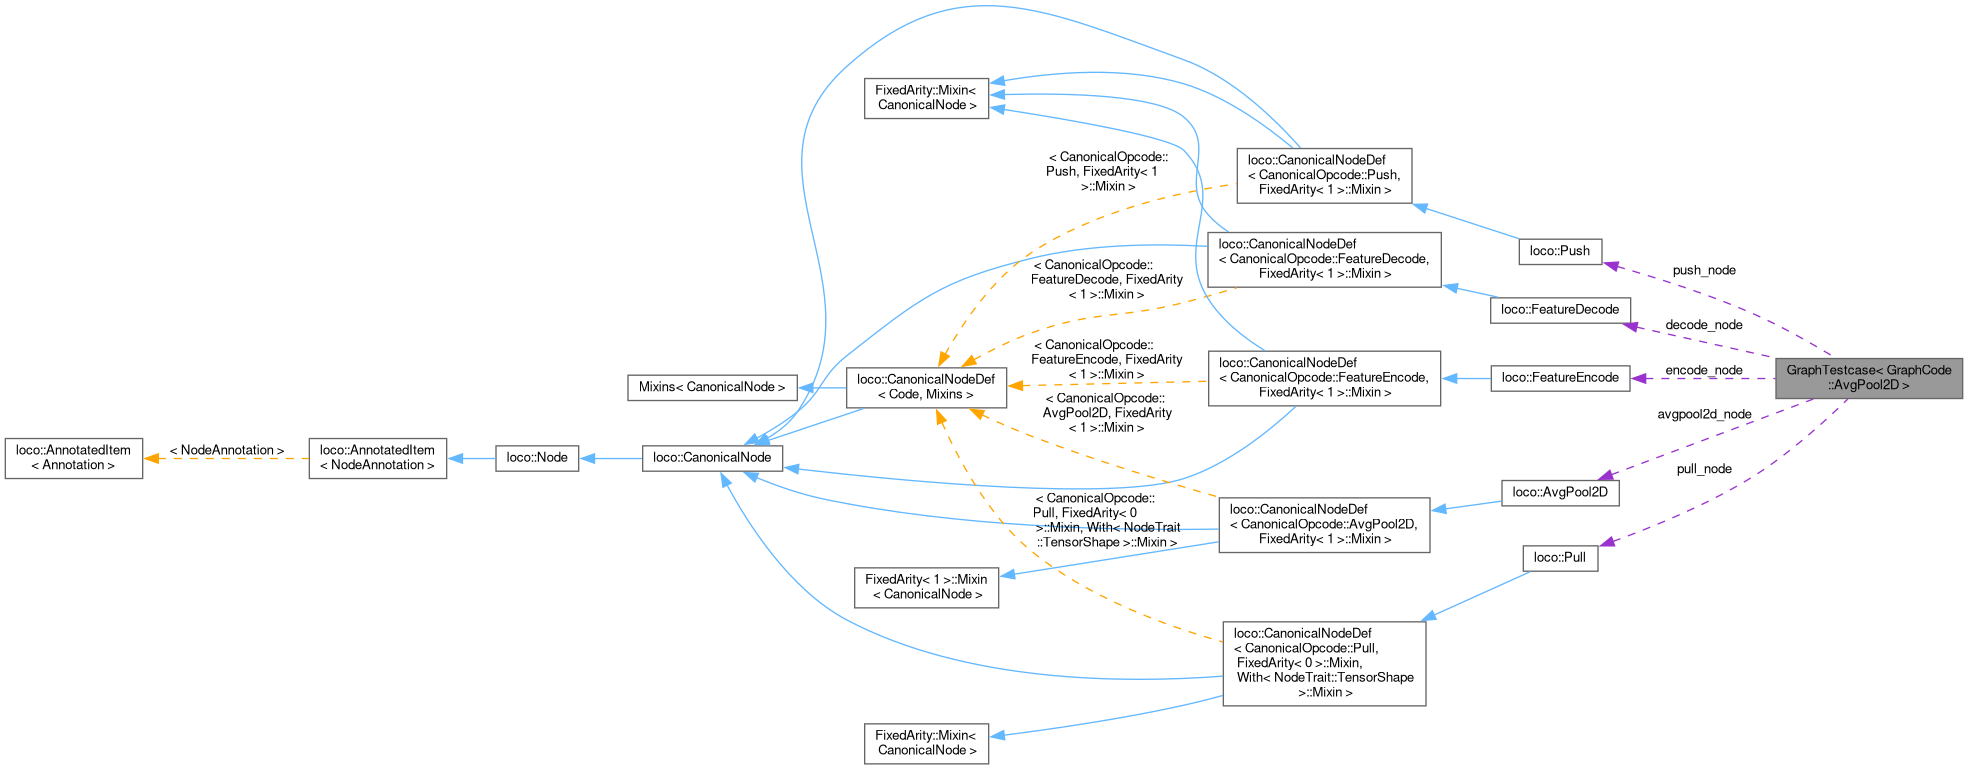 FixedArity::Mixin<
CanonicalNode >
< CanonicalOpcode::
Push, FixedArity< 1
>::Mixin >
loco::CanonicalNodeDef
< CanonicalOpcode::Push,
FixedArity< 1 >::Mixin >
loco::Push
push_node
loco::CanonicalNodeDef
< CanonicalOpcode::FeatureDecode,
FixedArity< 1 >::Mixin >
< CanonicalOpcode::
FeatureDecode, FixedArity
< 1 >::Mixin >
loco::FeatureDecode
decode_node
< CanonicalOpcode::
FeatureEncode, FixedArity
< 1 >::Mixin >
loco::CanonicalNodeDef
< CanonicalOpcode::FeatureEncode,
FixedArity< 1 >::Mixin >
loco::FeatureEncode
encode_node
GraphTestcase< GraphCode
::AvgPool2D >
Mixins< CanonicalNode >
loco::CanonicalNodeDef
< Code, Mixins >
< CanonicalOpcode::
AvgPool2D, FixedArity
< 1 >::Mixin >
avgpool2d_node
loco::AnnotatedItem
< Annotation >
< NodeAnnotation >
loco::AnnotatedItem
< NodeAnnotation >
loco::Node
loco::CanonicalNode
pull_node
loco::AvgPool2D
< CanonicalOpcode::
Pull, FixedArity< 0
>::Mixin, With< NodeTrait
::TensorShape >::Mixin >
loco::CanonicalNodeDef
< CanonicalOpcode::AvgPool2D,
FixedArity< 1 >::Mixin >
loco::Pull
FixedArity< 1 >::Mixin
< CanonicalNode >
loco::CanonicalNodeDef
< CanonicalOpcode::Pull,
FixedArity< 0 >::Mixin,
With< NodeTrait::TensorShape
>::Mixin >
FixedArity::Mixin<
CanonicalNode >